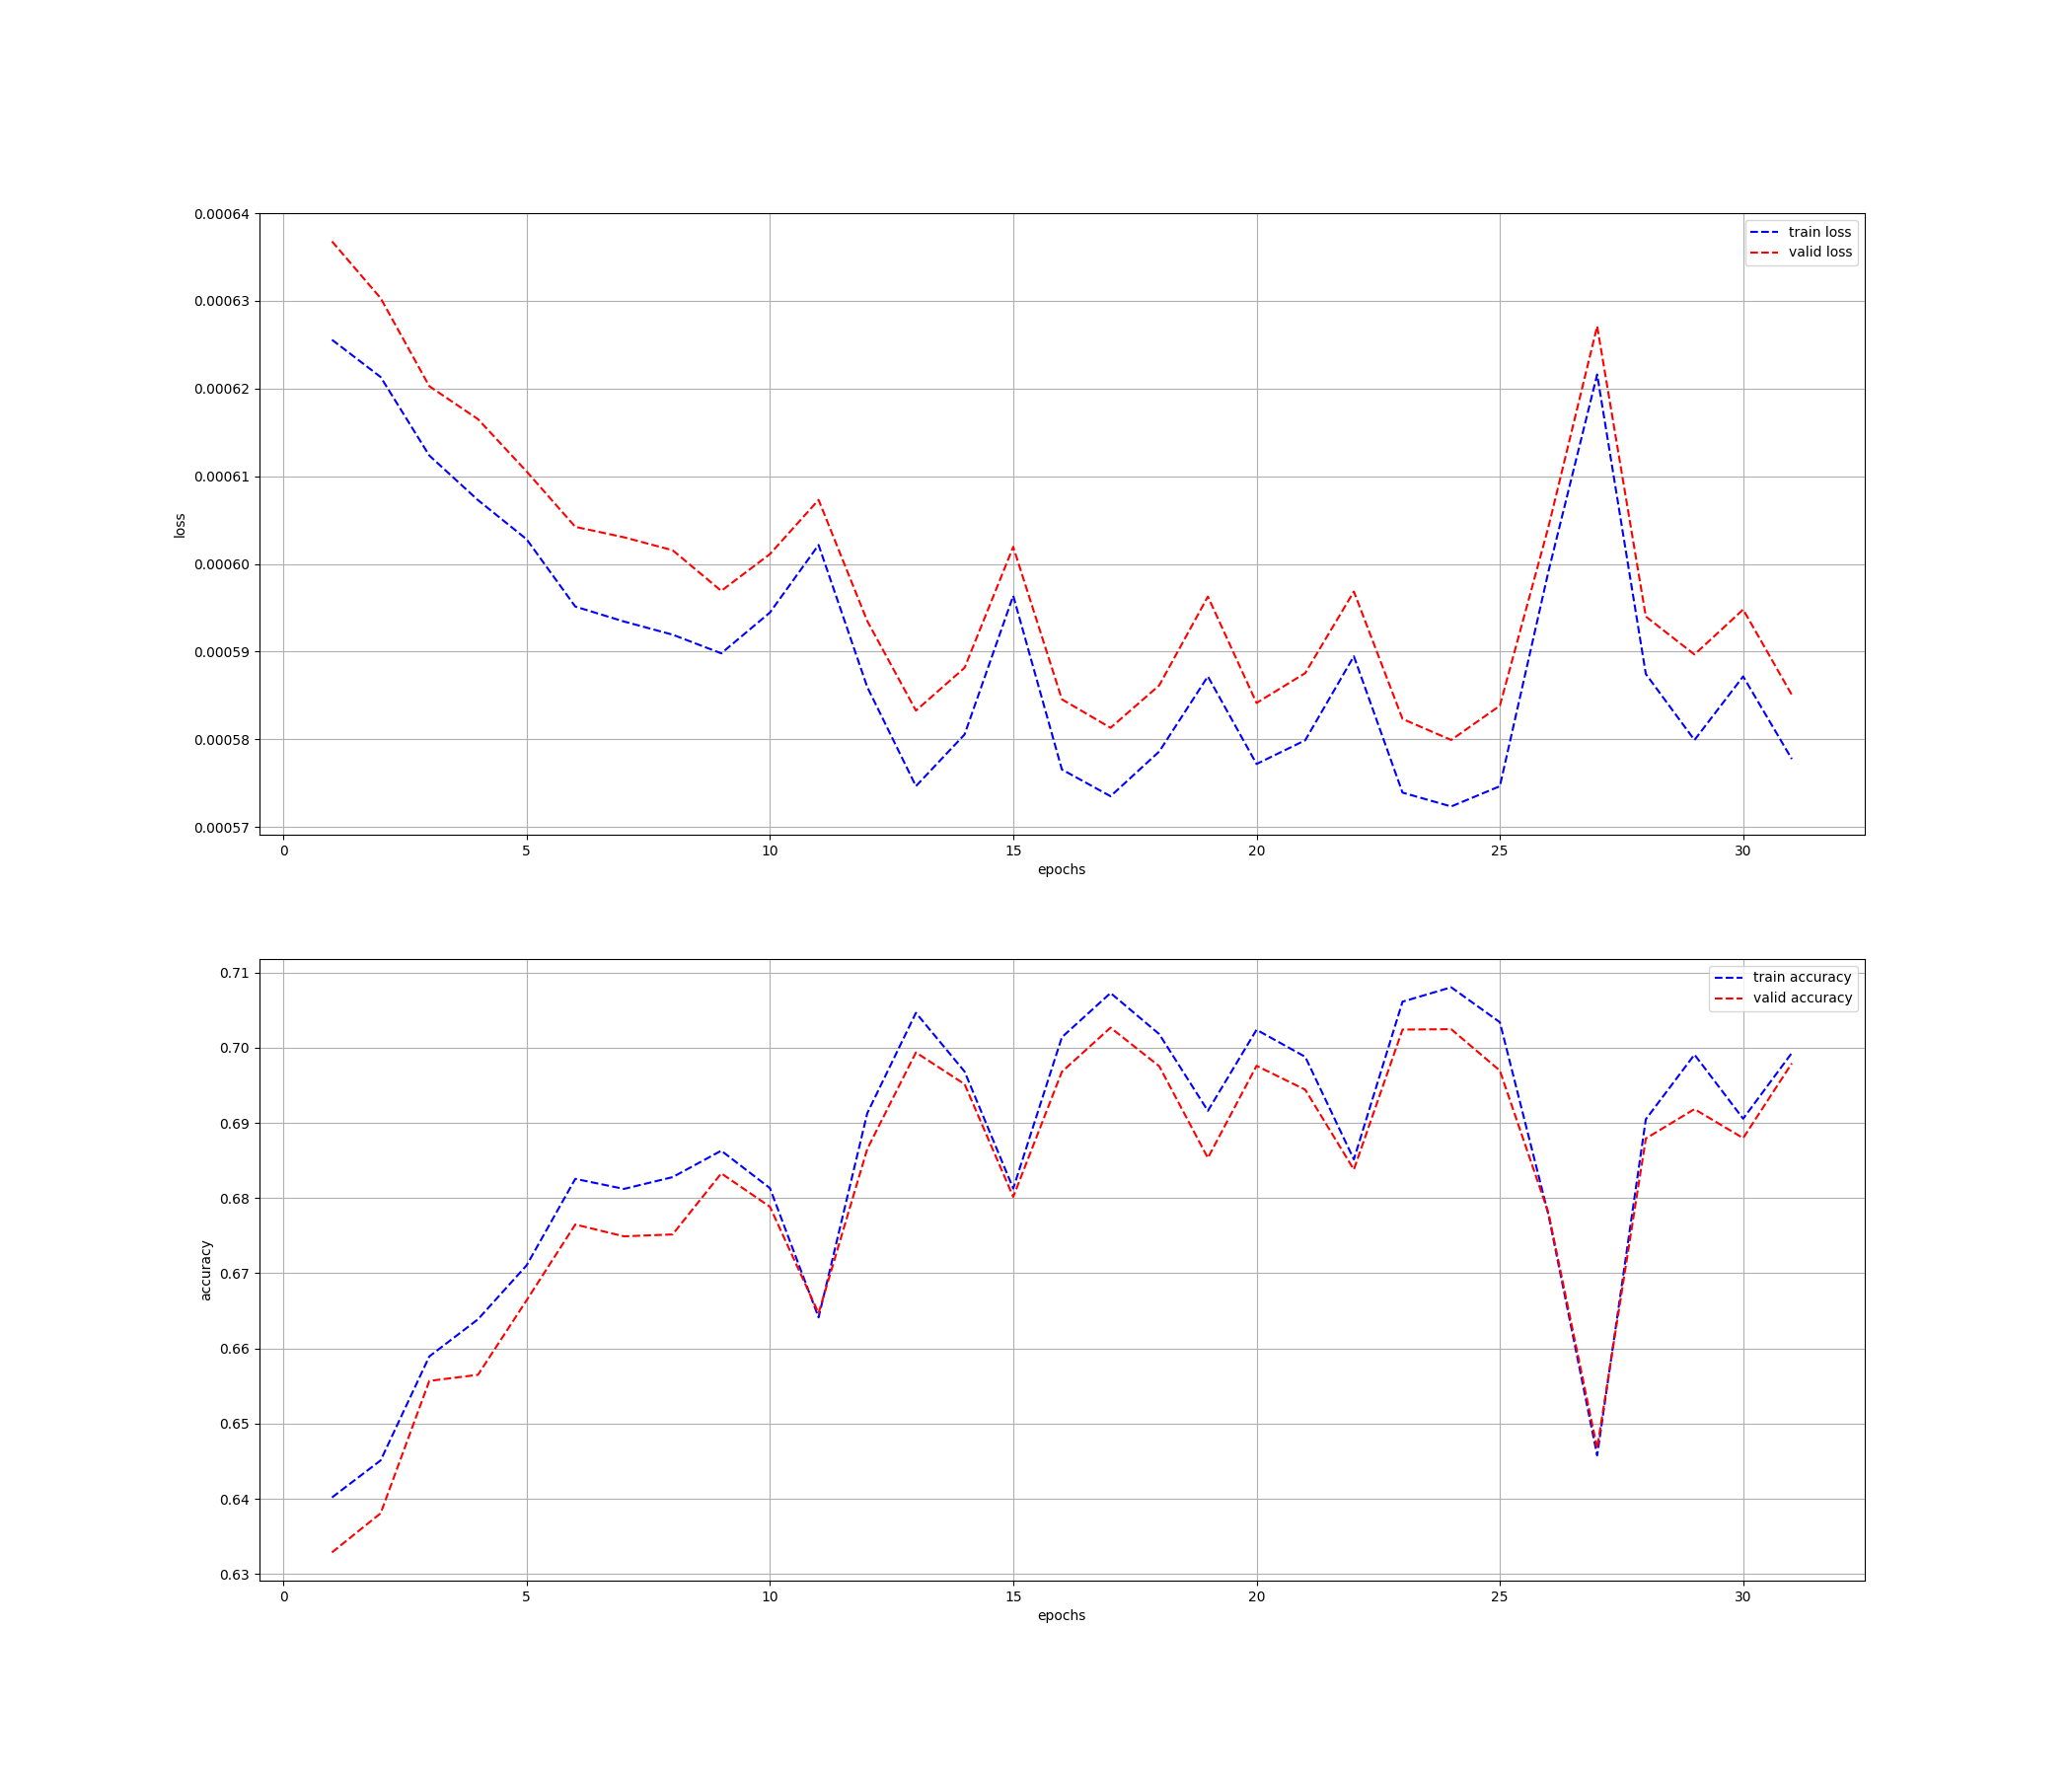 0.00064
0.00063
0.00062
0.00061
0.00060
0.00059
0.00058
0.00057
loss
train loss
valid loss
0 5 10 15 20 25 30
epochs
0.71
0.70
0.69
0.68
0.67
0.66
0.65
0.64
0.63
accuracy
train accuracy
valid accuracy
0 5 10 15 20 25 30
epochs